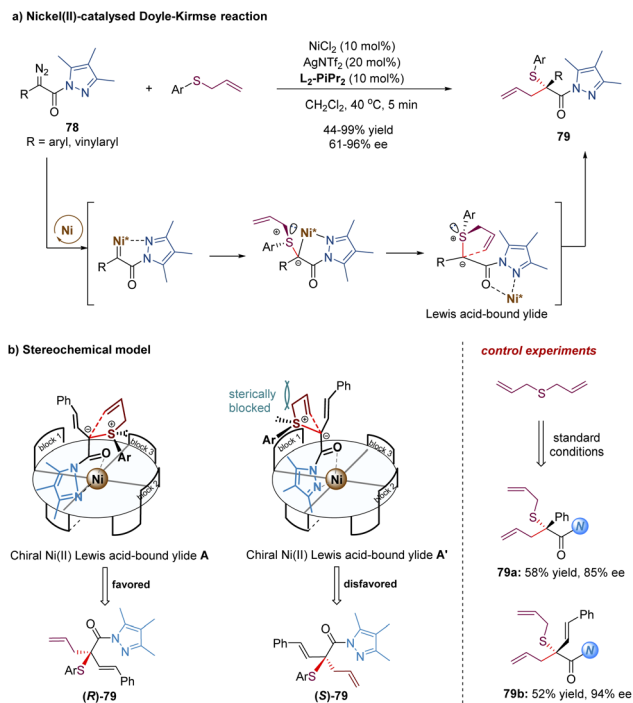 a) Nickel(II)-catalysed Doyle-Kirmse reaction
N2
N
N
R
O
78
R = aryl, vinylaryl
+
Ar
S
NiCl2 (10 mol%)
AgNTf2 (20 mol%)
L2-PiPr2 (10 mol%)
CH2Cl2, 40 oC, 5 min
44-99% yield
61-96% ee
Ar
S
R
N
N
O
79
Ni
Ni*
N
N
R
O
S
⊕
Ar
Ni*
N
N
R
⊖
O
Ar
S
⊕
R
⊖
N
N
O
Ni*
Lewis acid-bound ylide
b) Stereochemical model
Ph
⊖
S
⊕
Ar
block 1
block 3
block 2
O
N
N
Ni
Chiral Ni(II) Lewis acid-bound ylide A
favored
O
N
N
ArS
Ph
(R)-79
sterically
blocked
Ph
S
⊕
Ar
⊖
block 1
block 3
block 2
O
N
N
Ni
Chiral Ni(II) Lewis acid-bound ylide A'
disfavored
Ph
O
N
N
ArS
(S)-79
control experiments
S
standard
conditions
S
Ph
N
O
79a: 58% yield, 85% ee
Ph
S
N
O
79b: 52% yield, 94% ee